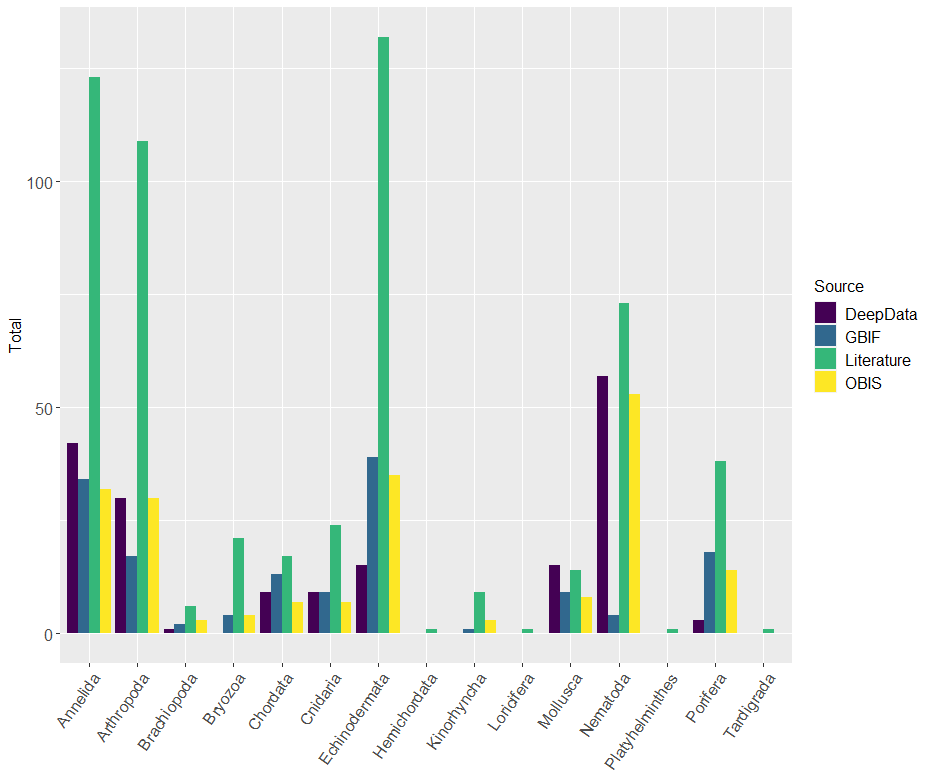 Total
100
50
0
Annelida
Arthropoda
Brachiopoda
Bryozoa
Chordata
Cnidaria
Echinodermata
Hemichordata
Kinorhyncha
Loricifera
Mollusca
Nematoda
Platyhelminthes
Porifera
Tardigrada
Source
DeepData
GBIF
Literature
OBIS